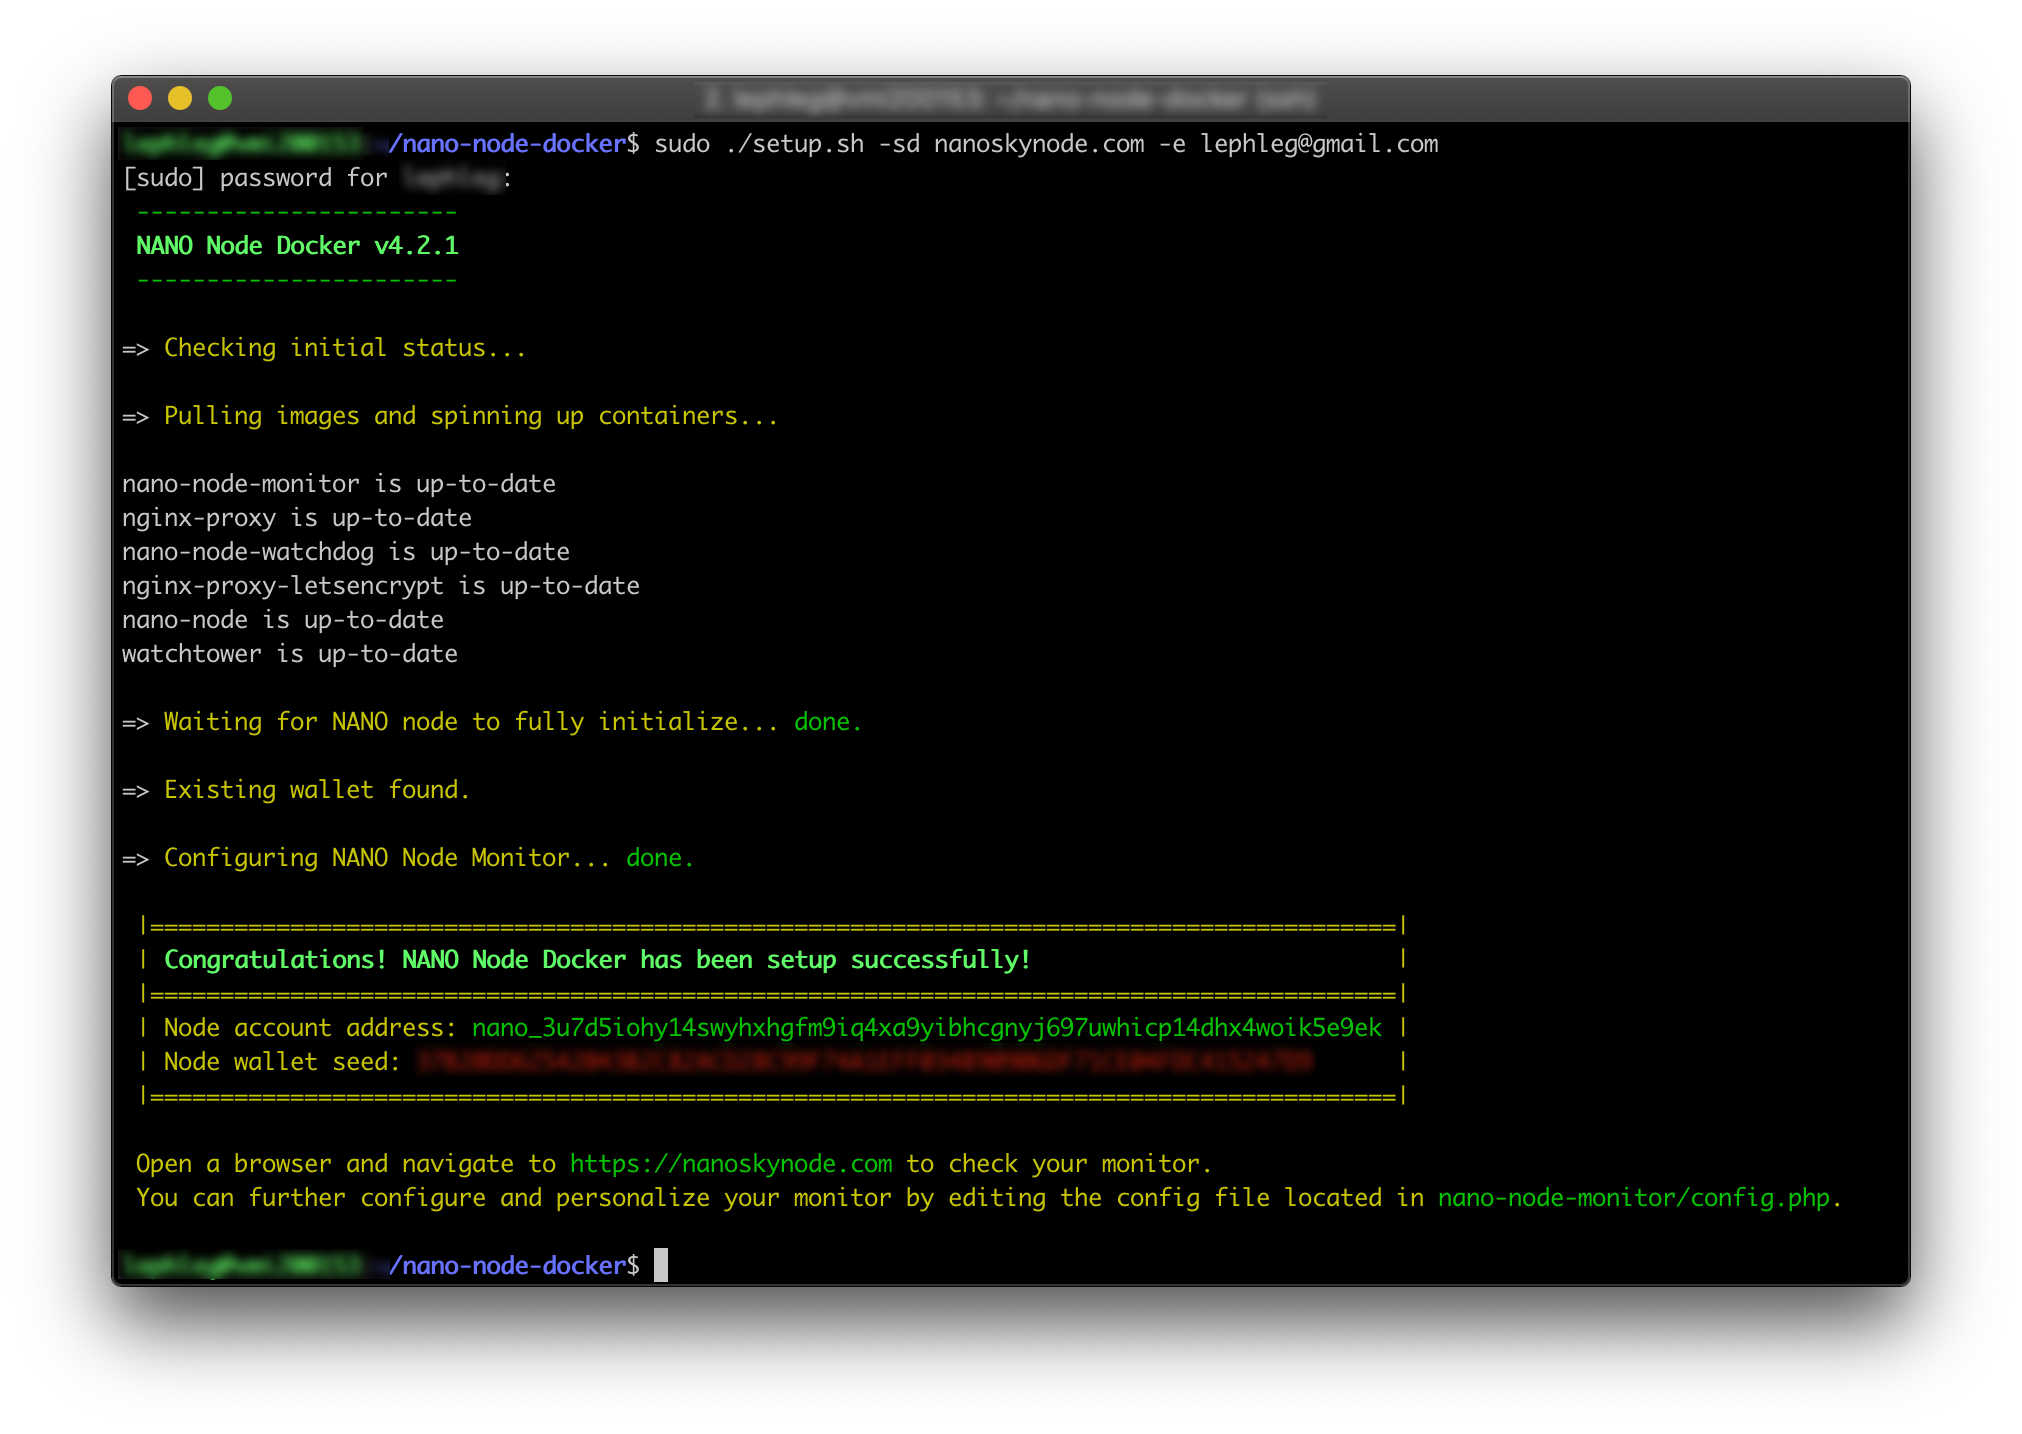 /nano-node-docker$ sudo ./setup.sh -sd nanoskynode.com -e lephleg@gmail.com
[sudo] password for :
-----------------------
NANO Node Docker v4.2.1
-----------------------
=> Checking initial status...
=> Pulling images and spinning up containers...
nano-node-monitor is up-to-date
nginx-proxy is up-to-date
nano-node-watchdog is up-to-date
nginx-proxy-letsencrypt is up-to-date
nano-node is up-to-date
watchtower is up-to-date
=> Waiting for NANO node to fully initialize... done.
=> Existing wallet found.
=> Configuring NANO Node Monitor... done.
|=========================================================================================|
| Congratulations! NANO Node Docker has been setup successfully! |
|=========================================================================================|
| Node account address: nano_3u7d5iohy14swyhxhgfm9iq4xa9yibhcgnyj697uwhicp14dhx4woik5e9ek |
| Node wallet seed: |
|=========================================================================================|
Open a browser and navigate to https://nanoskynode.com to check your monitor.
You can further configure and personalize your monitor by editing the config file located in nano-node-monitor/config.php.
/nano-node-docker$